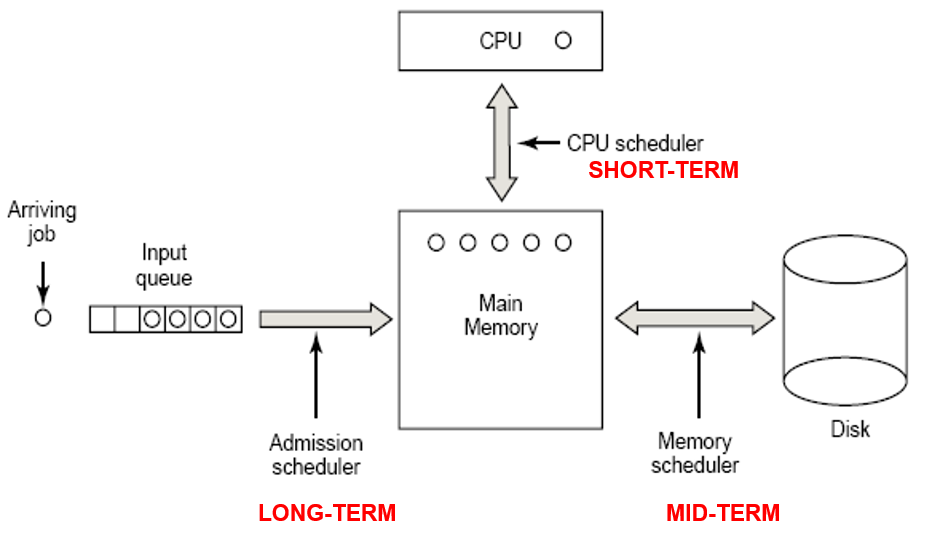 CPU
CPU scheduler
SHORT-TERM
Arriving
job
Input
queue
Main
Memory
Admission
scheduler
LONG-TERM
Memory
scheduler
MID-TERM
Disk